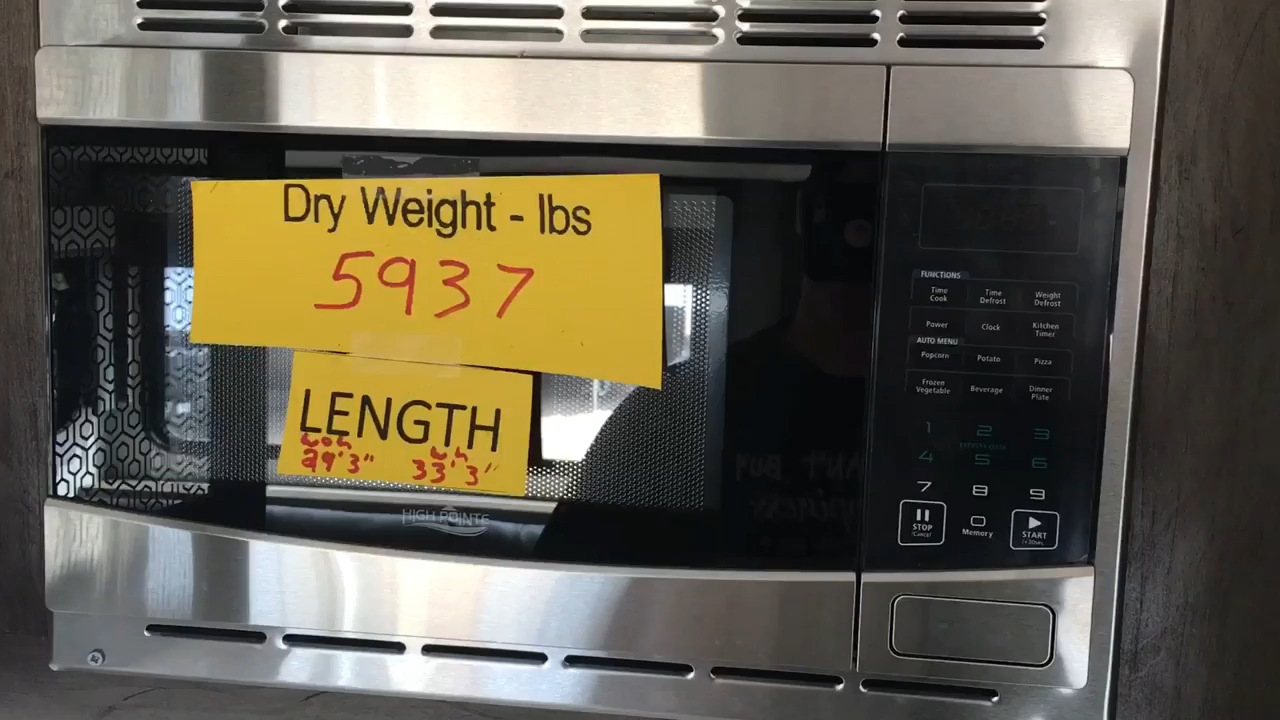 Dry Weight - lbs
5937
LENGTH
29'3" 33' 3"
HIGH POINTE
FUNCTIONS
Time Cook
Time Defrost
Weight Defrost
Power
Clock
Kitchen Timer
AUTO MENU
Popcorn
Potato
Pizza
Frozen Vegetable
Beverage
Dinner Plate
1 2 3
4 5 6
7 8 9
STOP
Cancel
Memory
START